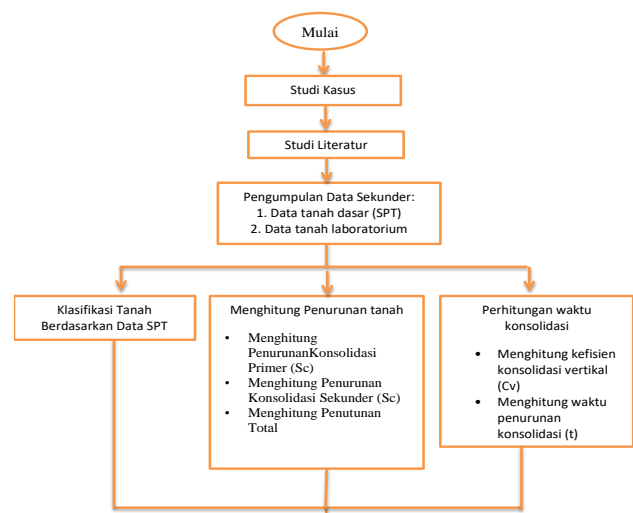 Mulai
Studi Kasus
Studi Literatur
Pengumpulan Data Sekunder:
1. Data tanah dasar (SPT)
2. Data tanah laboratorium
Klasifikasi Tanah
Berdasarkan Data SPT
Menghitung Penurunan tanah
• Menghitung
PenurunanKonsolidasi
Primer (Sc)
• Menghitung Penurunan
Konsolidasi Sekunder (Sc)
• Menghitung Penutunan
Total
Perhitungan waktu
konsolidasi
• Menghitung kefisien
konsolidasi vertikal
(Cv)
• Menghitung waktu
penurunan
konsolidasi (t)